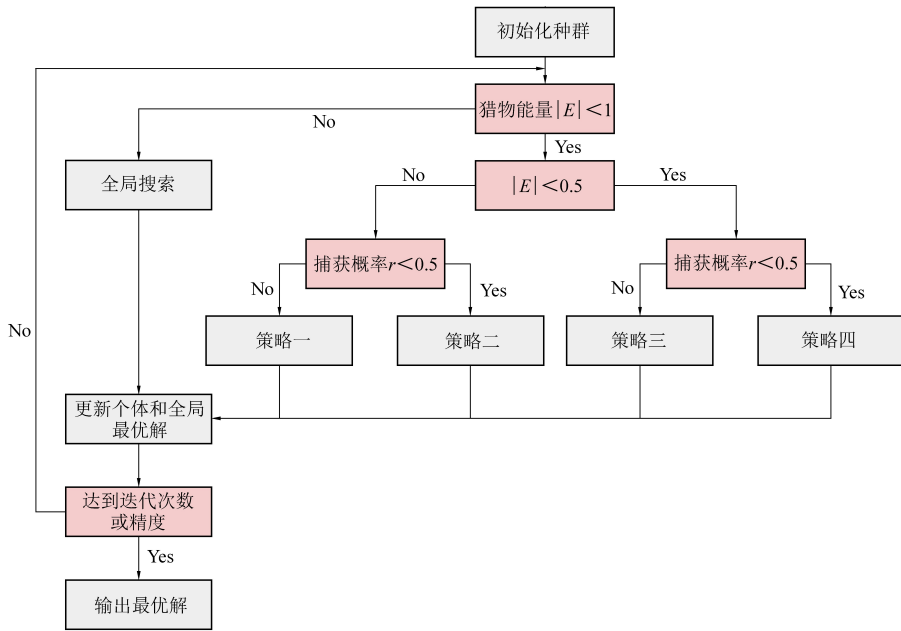 初始化种群
猎物能量|E|<1
No
Yes
全局搜索
No
|E|<0.5
Yes
捕获概率r<0.5
捕获概率r<0.5
No
Yes
No
Yes
No
策略一
策略二
策略三
策略四
更新个体和全局
最优解
达到迭代次数
或精度
Yes
输出最优解